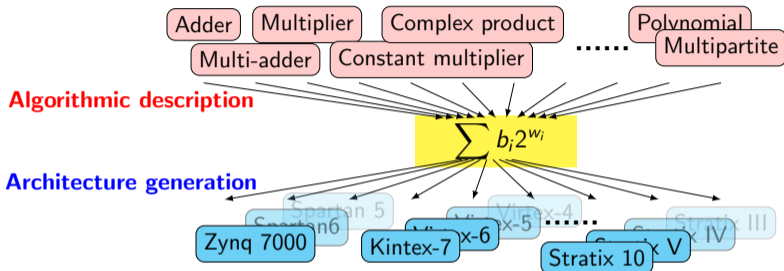 Adder Multiplier Complex product Polynomial
Multi-adder Constant multiplier ...... Multipartite
Algorithmic description
∑ b_i 2^{w_i}
Architecture generation
Spartan 5 Virtex-4 Stratix III
Spartan6 Virtex-5 ...... Stratix IV
Zynq 7000 Kintex-7 Virtex-6 Stratix V
Stratix 10